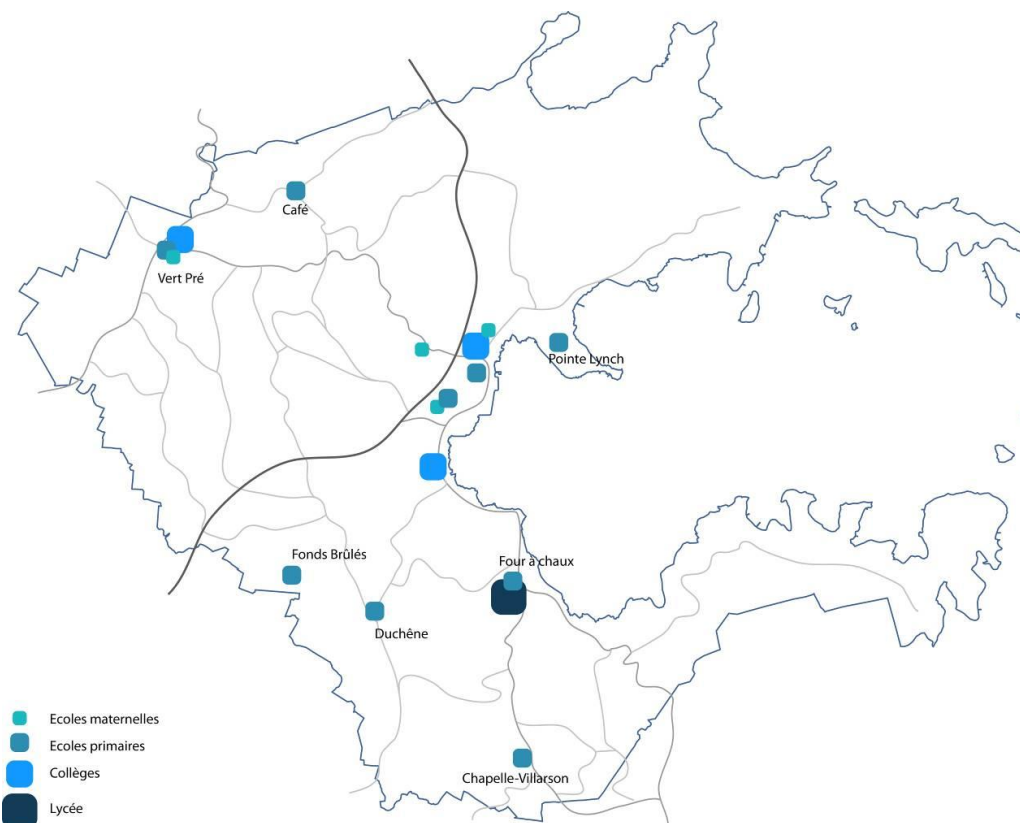 Café
Vert Pré
Pointe Lynch
Fonds Brûlés
Four à chaux
Duchêne
Chapelle-Villarson
Ecoles maternelles
Ecoles primaires
Collèges
Lycée